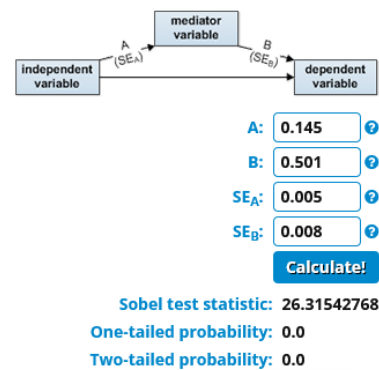 mediator
variable
A
(SEA)
B
(SEB)
independent
variable
dependent
variable
A: 0.145 ?
B: 0.501 ?
SEA: 0.005 ?
SEB: 0.008 ?
Calculate!
Sobel test statistic: 26.31542768
One-tailed probability: 0.0
Two-tailed probability: 0.0